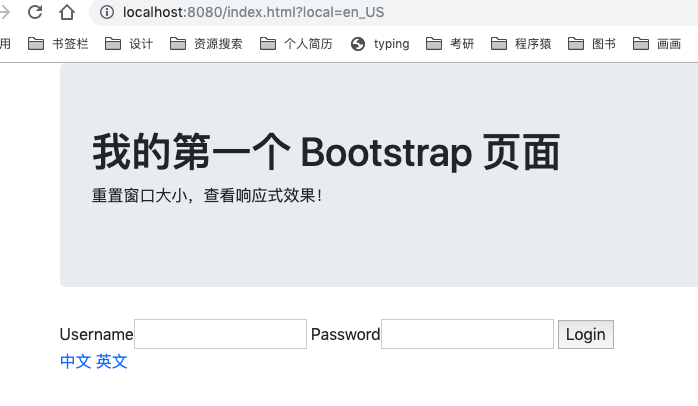 localhost:8080/index.html?local=en_US
用 书签栏 设计 资源搜索 个人简历 typing 考研 程序猿 图书 画画
我的第一个 Bootstrap 页面
重置窗口大小，查看响应式效果！
Username Password Login
中文 英文